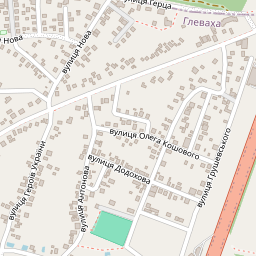 вулиця Герца
Глеваха
Нова
вулиця Нова
вулиця Олега Кошового
вулиця Грушевського
вулиця Героїв України
вулиця Додохова
вулиця Антонова